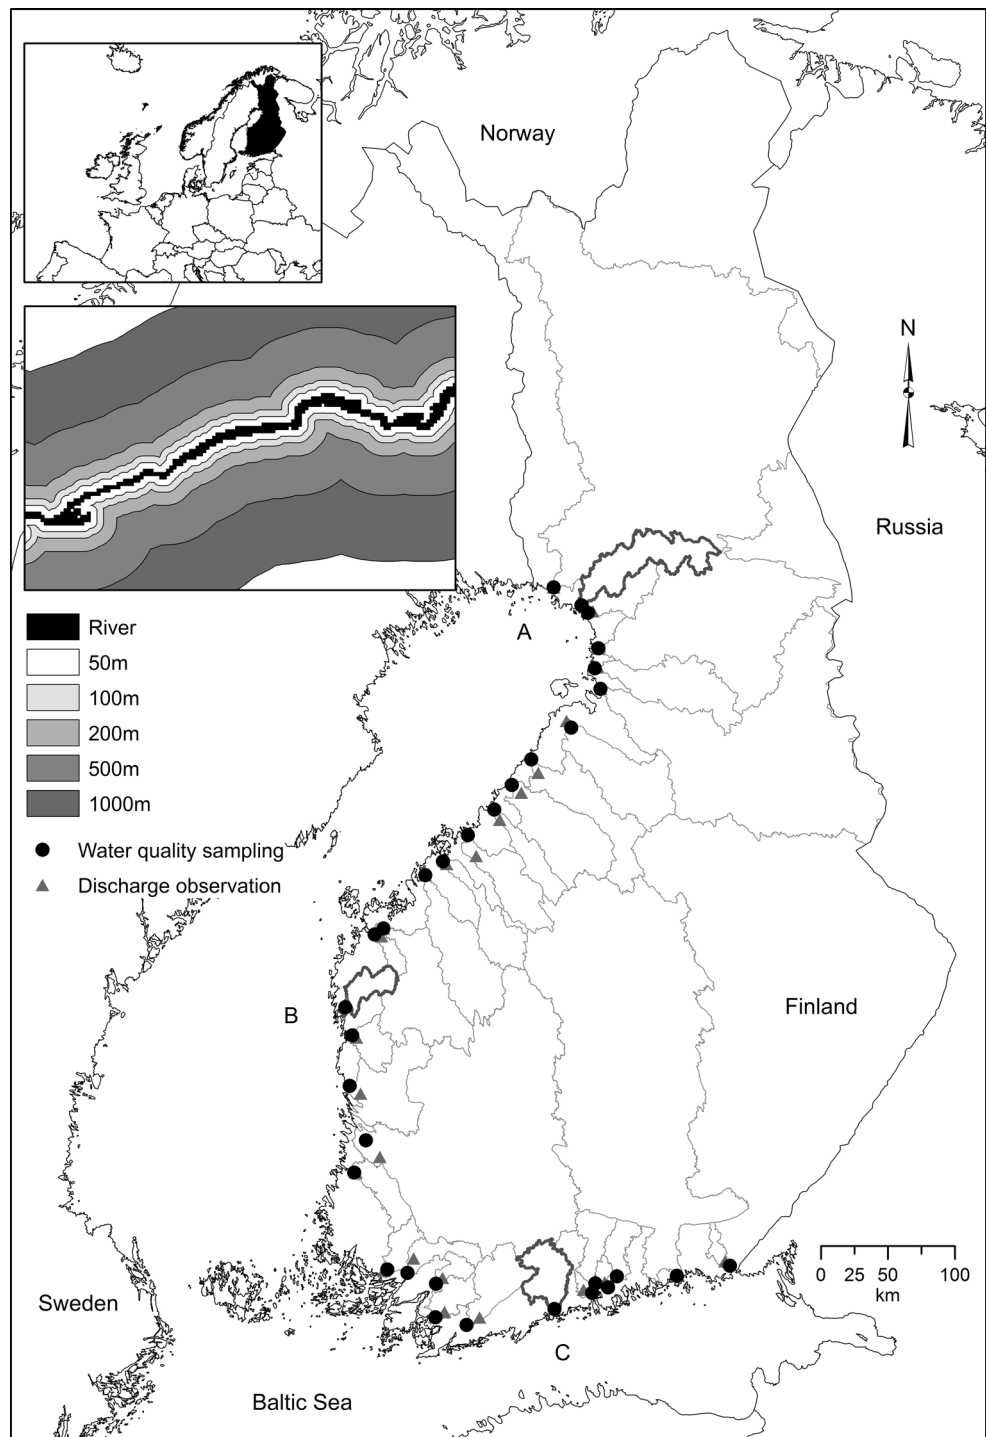 Norway
N
Russia
A
River
50m
100m
200m
500m
1000m
Water quality sampling
Discharge observation
B
Finland
0 25 50 100
km
Sweden
C
Baltic Sea